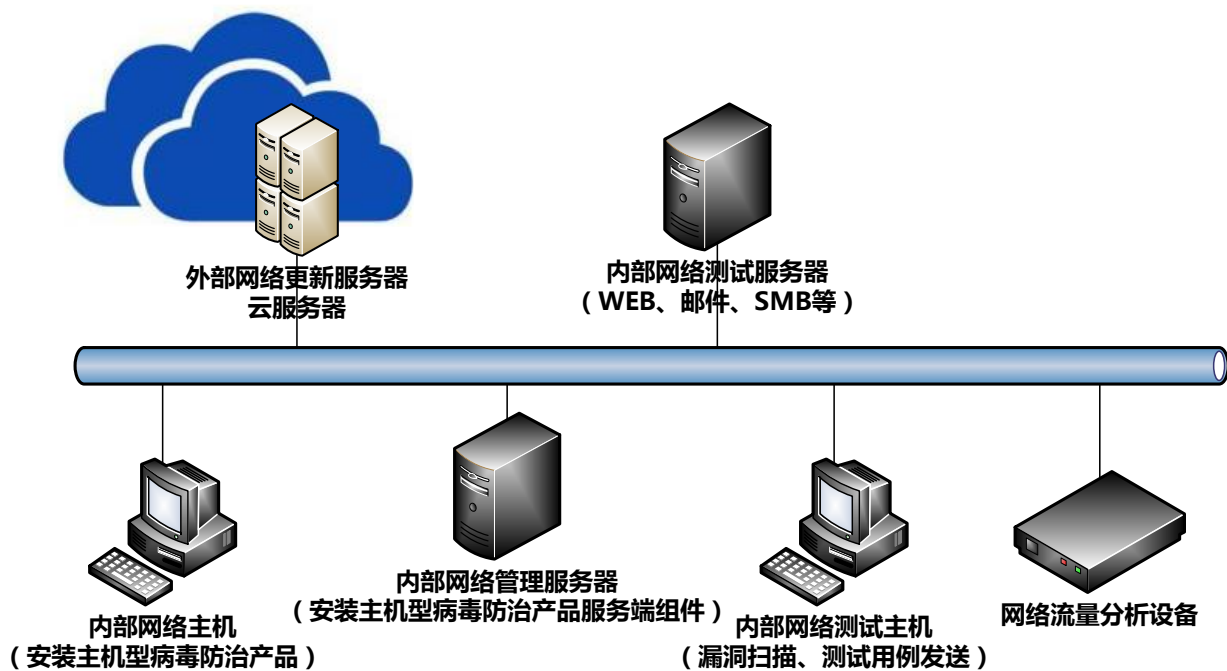 外部网络更新服务器
云服务器
内部网络测试服务器
（WEB、邮件、SMB等）
内部网络主机
（安装主机型病毒防治产品）
内部网络管理服务器
（安装主机型病毒防治产品服务端组件）
内部网络测试主机
（漏洞扫描、测试用例发送）
网络流量分析设备